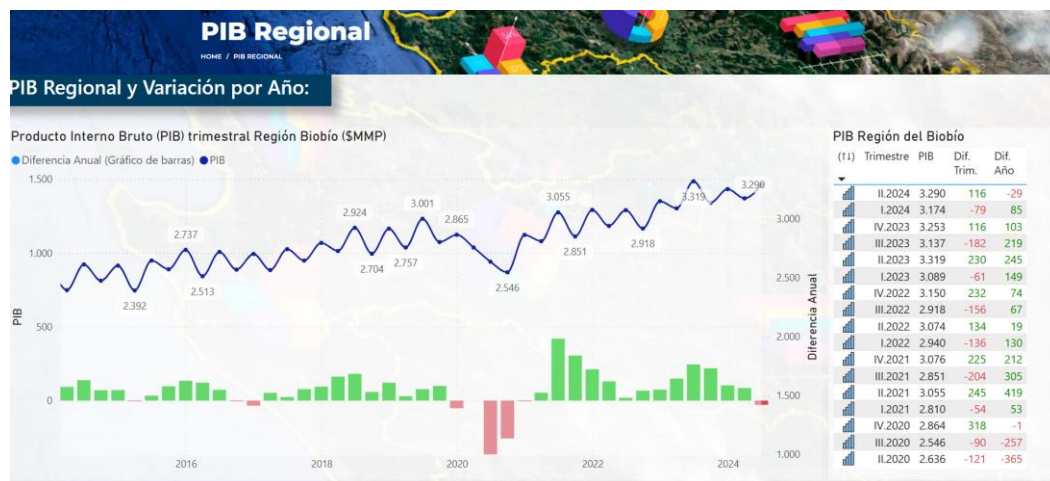 PIB Regional
HOME / PIB REGIONAL
PIB Regional y Variación por Año:
Producto Interno Bruto (PIB) trimestral Región Biobío ($MMP)
Diferencia Anual (Gráfico de barras) PIB
1.500
1.000
500
0
PIB
2.392
2.737
2.513
2.924
2.704
3.001
2.757
2.865
2.546
3.055
2.851
2.918
3.319
3.290
3.000
2.500
2.000
1.500
1.000
Diferencia Anual
2016 2018 2020 2022 2024
PIB Región del Biobío
(↑↓) Trimestre PIB Dif. Trim. Dif. Año
II.2024 3.290 116 -29
I.2024 3.174 -79 85
IV.2023 3.253 116 103
III.2023 3.137 -182 219
II.2023 3.319 230 245
I.2023 3.089 -61 149
IV.2022 3.150 232 74
III.2022 2.918 -156 67
II.2022 3.074 134 19
I.2022 2.940 -136 130
IV.2021 3.076 225 212
III.2021 2.851 -204 305
II.2021 3.055 245 419
I.2021 2.810 -54 53
IV.2020 2.864 318 -1
III.2020 2.546 -90 -257
II.2020 2.636 -121 -365